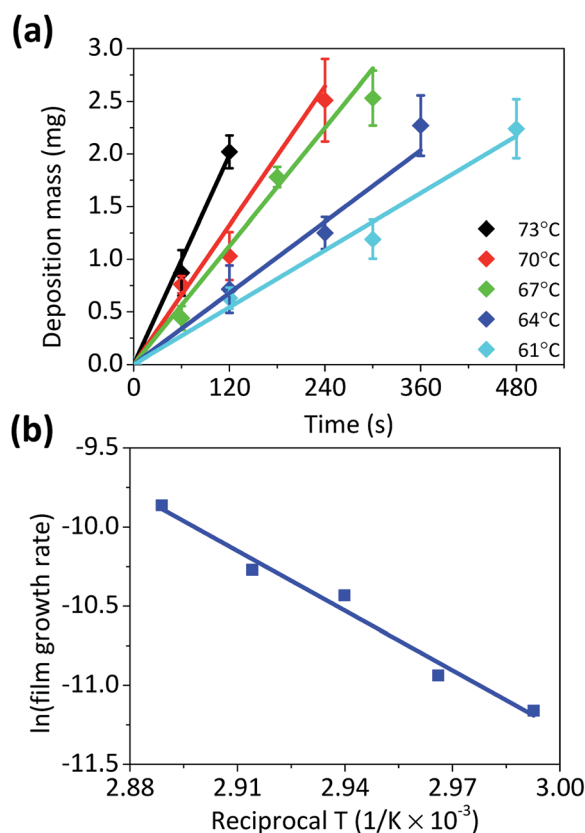 (a)
Deposition mass (mg)
3.0
2.5
2.0
1.5
1.0
0.5
0.0
73°C
70°C
67°C
64°C
61°C
0 120 240 360 480
Time (s)
(b)
ln(film growth rate)
-9.5
-10.0
-10.5
-11.0
-11.5
2.88 2.91 2.94 2.97 3.00
Reciprocal T (1/K × 10⁻³)